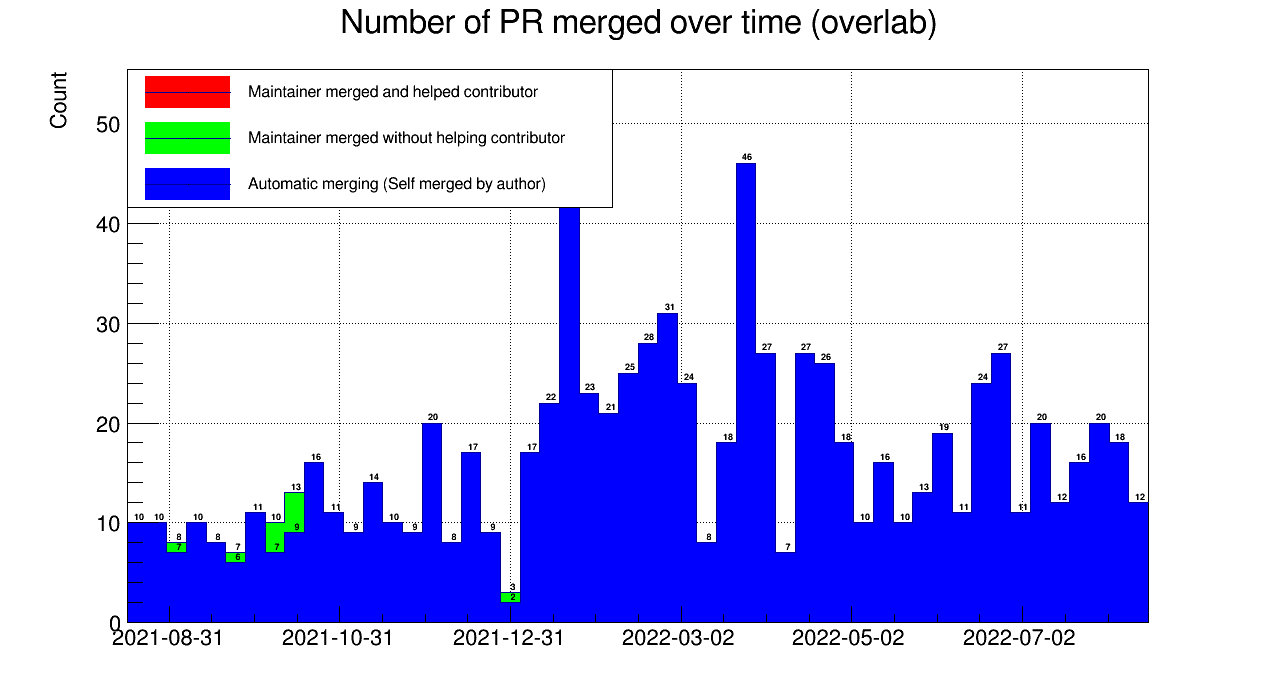 Number of PR merged over time (overlab)
Count
Maintainer merged and helped contributor
Maintainer merged without helping contributor
Automatic merging (Self merged by author)
50
40
30
20
10
0
10 10 8 7 10 8 7 6 11 10 7 13 9 16 11 9 14 10 9 20 8 17 9 3 2 17 22 23 21 25 28 31 24 8 18 46 27 7 27 26 18 10 16 10 13 19 11 24 27 11 20 12 16 20 18 12
2021-08-31 2021-10-31 2021-12-31 2022-03-02 2022-05-02 2022-07-02